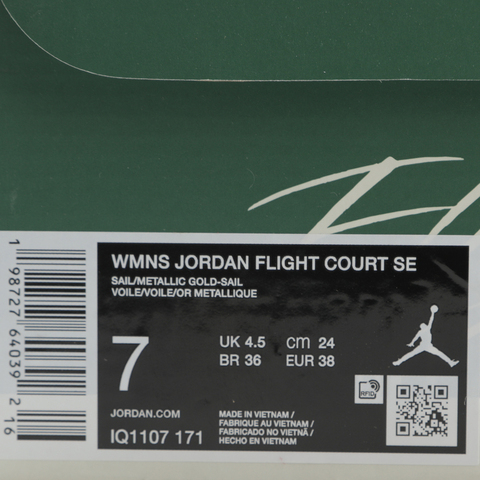 WMNS JORDAN FLIGHT COURT SE
SAIL/METALLIC GOLD-SAIL
VOILE/VOILE/OR METALLIQUE
7
UK 4.5 cm 24
BR 36 EUR 38
RFID
JORDAN.COM
IQ1107 171
MADE IN VIETNAM /
FABRIQUE AU VIETNAM /
FABRICADO NO VIETNÃ /
HECHO EN VIETNAM
1 98727 64039 2 16